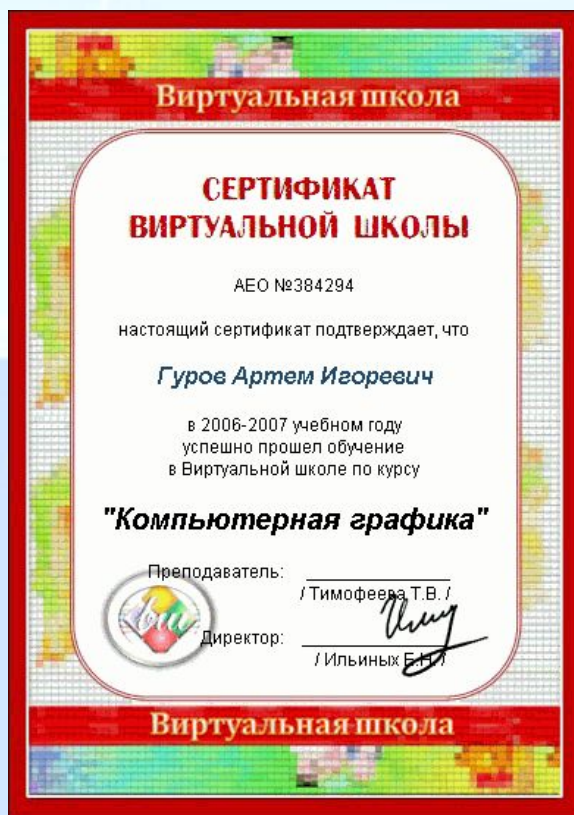 Виртуальная школа
СЕРТИФИКАТ
ВИРТУАЛЬНОЙ ШКОЛЫ
АЕО №384294
настоящий сертификат подтверждает, что
Гуров Артем Игоревич
в 2006-2007 учебном году
успешно прошел обучение
в Виртуальной школе по курсу
"Компьютерная графика"
Преподаватель:
/ Тимофеева Т.В. /
вш
Директор:
/ Ильиных Е.Н. /
Виртуальная школа